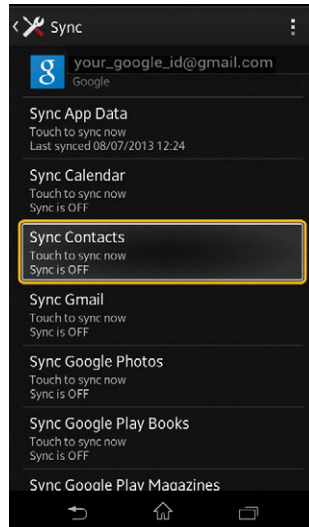 Sync
your_google_id@gmail.com
Google
Sync App Data
Touch to sync now
Last synced 08/07/2013 12:24
Sync Calendar
Touch to sync now
Sync is OFF
Sync Contacts
Touch to sync now
Sync is OFF
Sync Gmail
Touch to sync now
Sync is OFF
Sync Google Photos
Touch to sync now
Sync is OFF
Sync Google Play Books
Touch to sync now
Sync is OFF
Sync Google Play Magazines